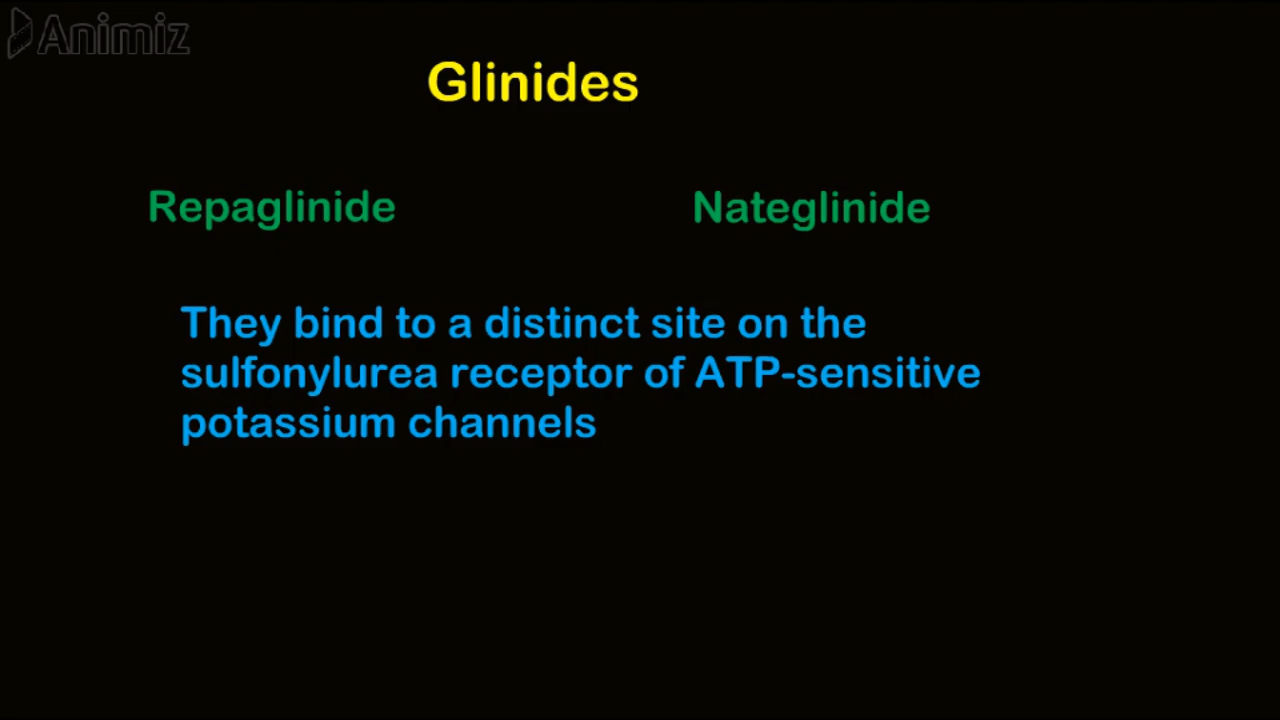 Animiz
Glinides
Repaglinide
Nateglinide
They bind to a distinct site on the
sulfonylurea receptor of ATP-sensitive
potassium channels